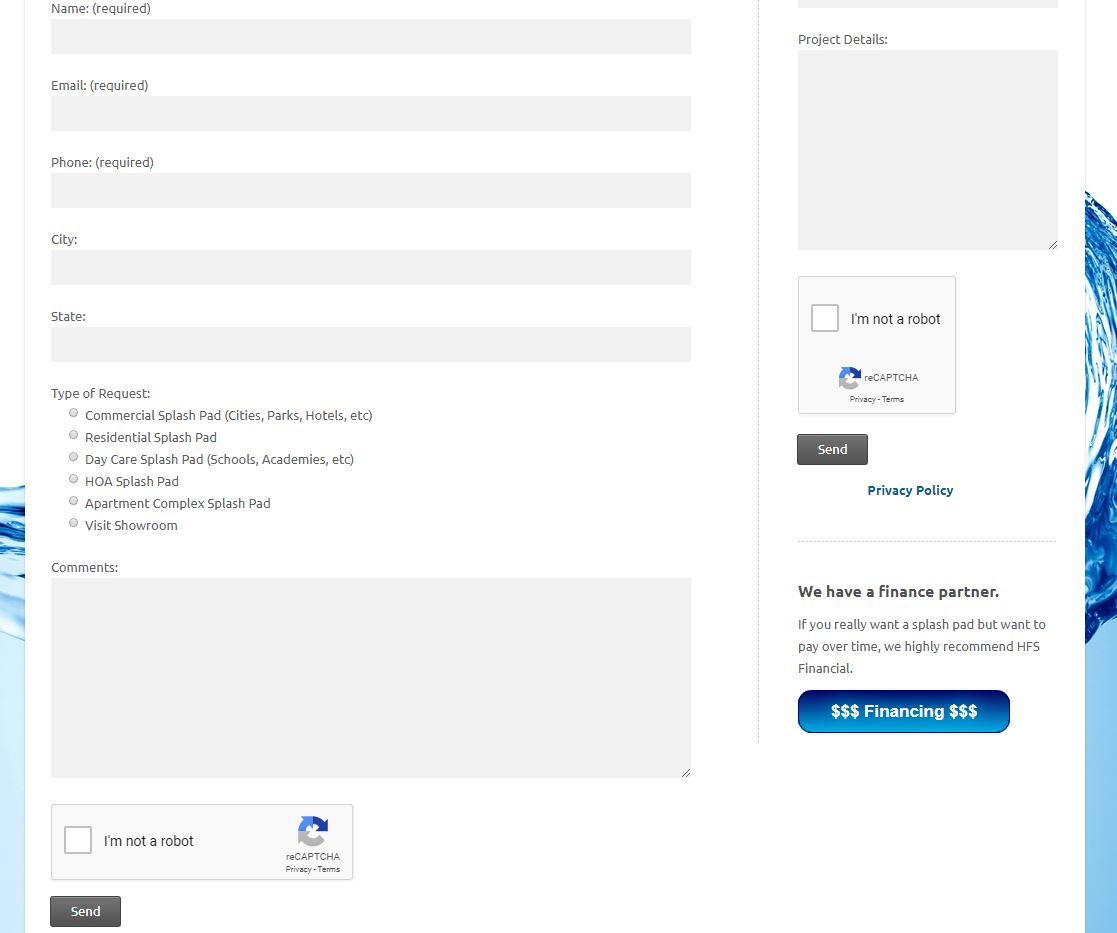 Name: (required)
Email: (required)
Phone: (required)
City:
State:
Type of Request:
Commercial Splash Pad (Cities, Parks, Hotels, etc)
Residential Splash Pad
Day Care Splash Pad (Schools, Academies, etc)
HOA Splash Pad
Apartment Complex Splash Pad
Visit Showroom
Comments:
I'm not a robot
reCAPTCHA
Privacy - Terms
Send
Project Details:
I'm not a robot
reCAPTCHA
Privacy - Terms
Send
Privacy Policy
We have a finance partner.
If you really want a splash pad but want to
pay over time, we highly recommend HFS
Financial.
$$$ Financing $$$